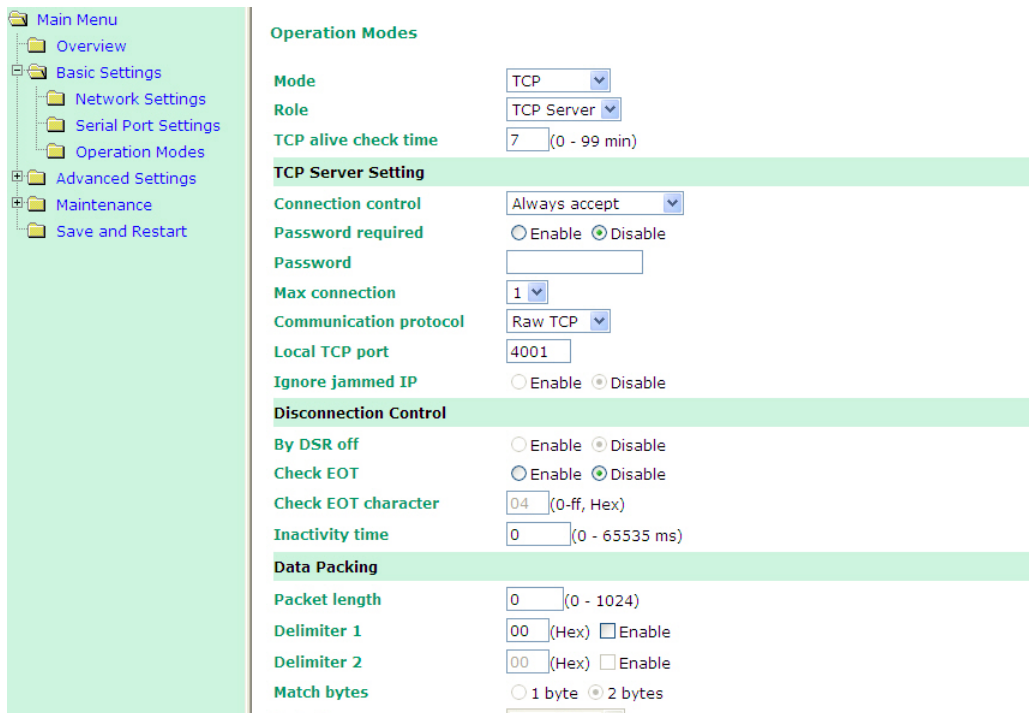 Main Menu
Overview
Basic Settings
Network Settings
Serial Port Settings
Operation Modes
Advanced Settings
Maintenance
Save and Restart
Operation Modes
Mode TCP
Role TCP Server
TCP alive check time 7 (0 - 99 min)
TCP Server Setting
Connection control Always accept
Password required Enable Disable
Password
Max connection 1
Communication protocol Raw TCP
Local TCP port 4001
Ignore jammed IP Enable Disable
Disconnection Control
By DSR off Enable Disable
Check EOT Enable Disable
Check EOT character 04 (0-ff, Hex)
Inactivity time 0 (0 - 65535 ms)
Data Packing
Packet length 0 (0 - 1024)
Delimiter 1 00 (Hex) Enable
Delimiter 2 00 (Hex) Enable
Match bytes 1 byte 2 bytes